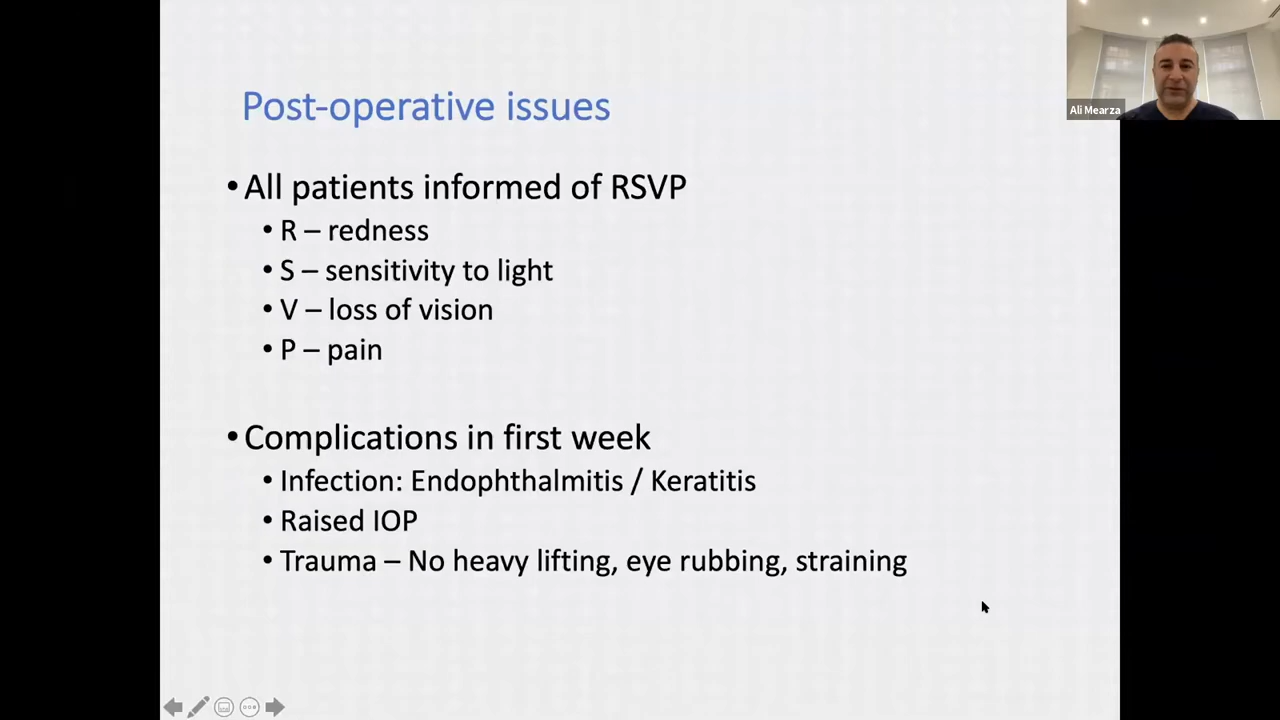 Post-operative issues
•All patients informed of RSVP
• R – redness
• S – sensitivity to light
• V – loss of vision
• P – pain
•Complications in first week
• Infection: Endophthalmitis / Keratitis
• Raised IOP
• Trauma – No heavy lifting, eye rubbing, straining
Ali Mearza